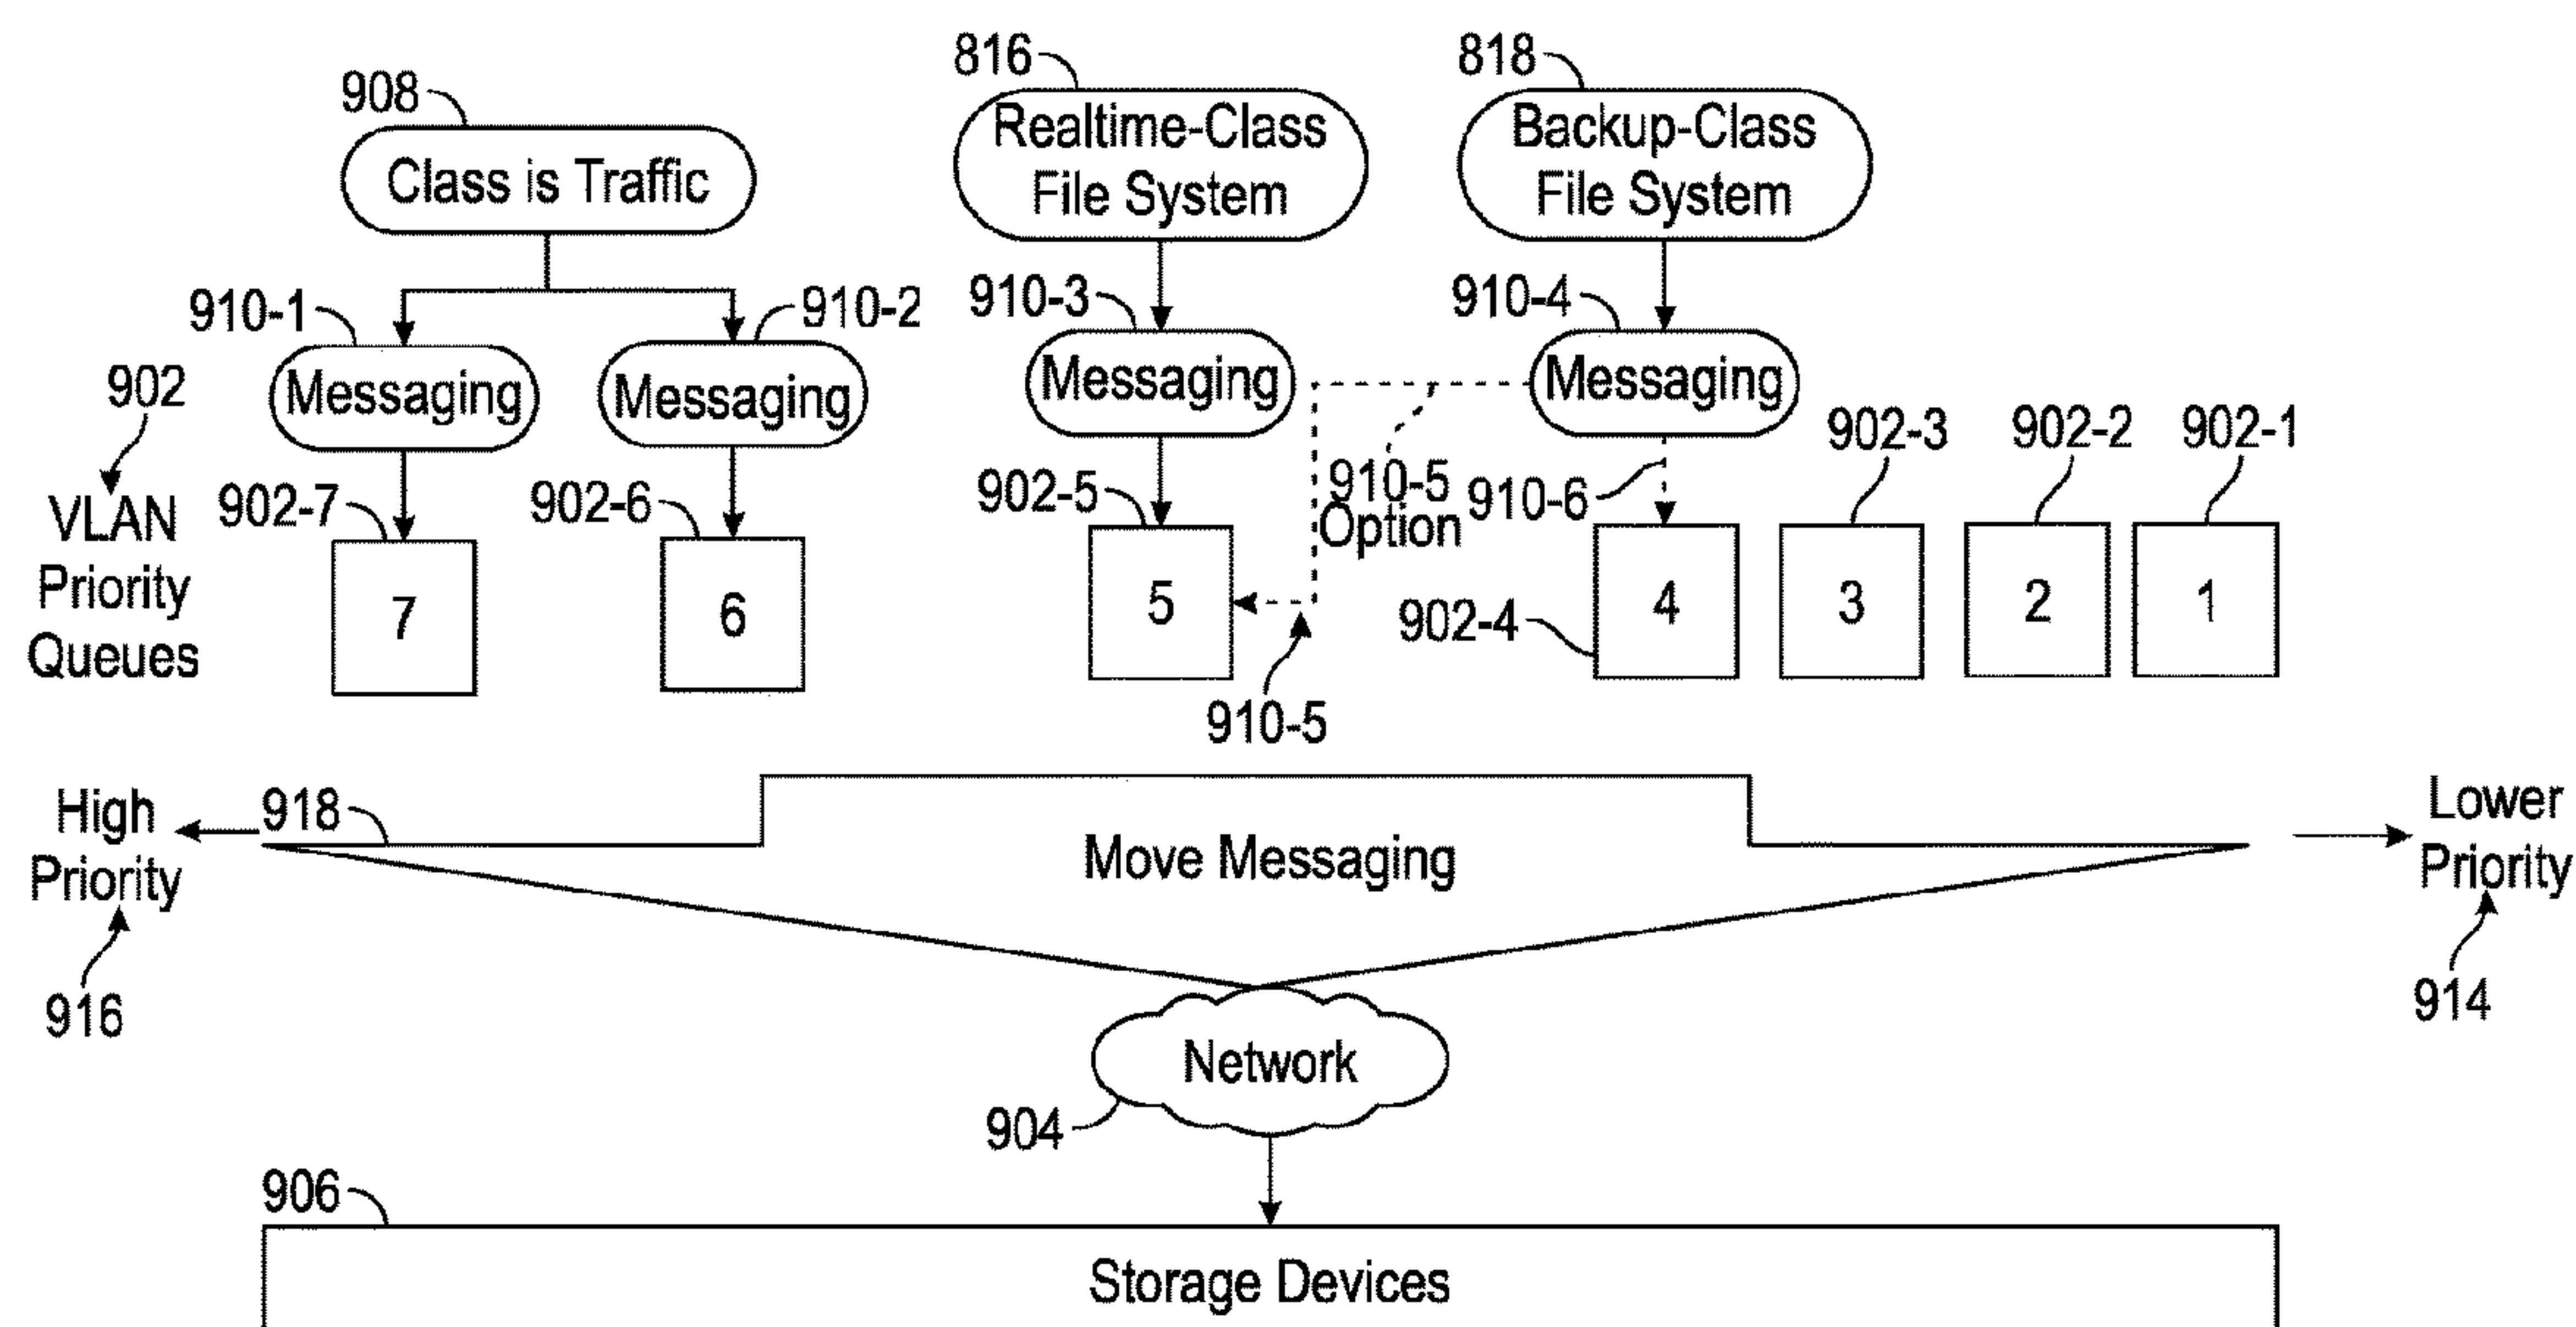 816
818
908
Realtime-Class
File System
Backup-Class
File System
Class is Traffic
910-1
910-2
910-3
910-4
Messaging
Messaging
Messaging
Messaging
902
VLAN
Priority
Queues
902-7
902-6
902-5
910-5
Option
910-6
902-3
902-2
902-1
7
6
5
902-4
4
3
2
1
910-5
High
Priority
916
918
Move Messaging
Lower
Priority
914
Network
904
906
Storage Devices